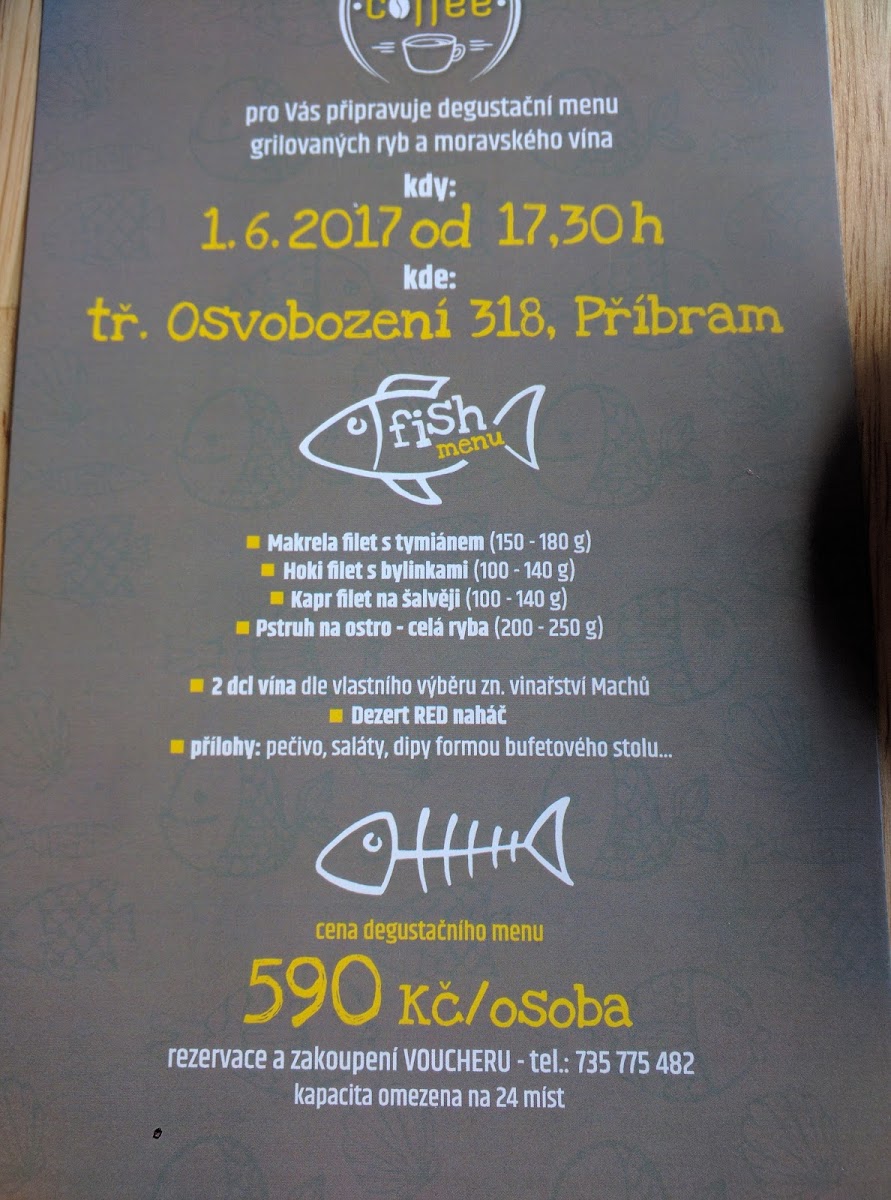 coffee
pro Vás připravuje degustační menu
grilovaných ryb a moravského vína
kdy:
1. 6. 2017 od 17,30 h
kde:
tř. Osvobození 318, Příbram
fish
menu
Makrela filet s tymiánem (150 - 180 g)
Hoki filet s bylinkami (100 - 140 g)
Kapr filet na šalvěji (100 - 140 g)
Pstruh na ostro - celá ryba (200 - 250 g)
2 dcl vína dle vlastního výběru zn. vinařství Machů
Dezert RED naháč
přílohy: pečivo, saláty, dipy formou bufetového stolu...
cena degustačního menu
590 Kč/osoba
rezervace a zakoupení VOUCHERU - tel.: 735 775 482
kapacita omezena na 24 míst